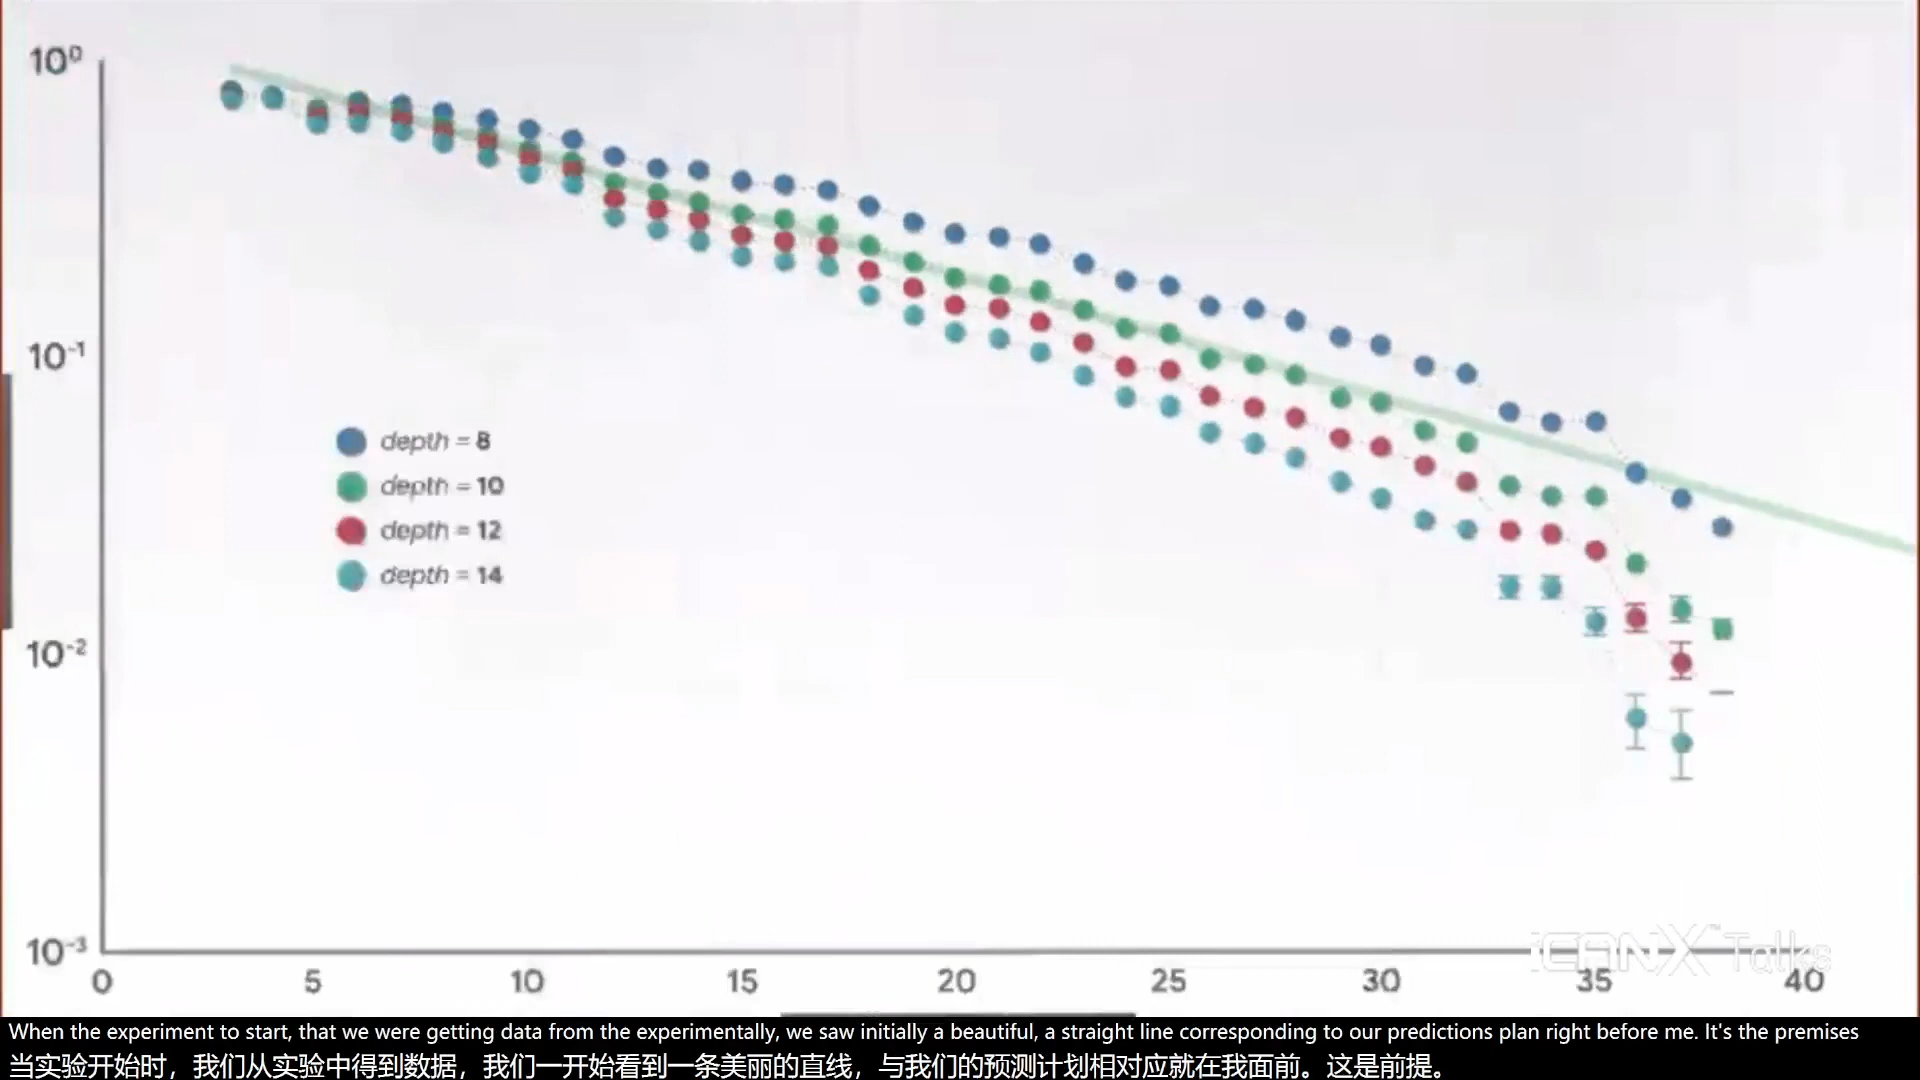 10⁰
10⁻¹
10⁻²
10⁻³
depth = 8
depth = 10
depth = 12
depth = 14
0 5 10 15 20 25 30 35 40
iCANX™ Talks
When the experiment to start, that we were getting data from the experimentally, we saw initially a beautiful, a straight line corresponding to our predictions plan right before me. It's the premises
当实验开始时，我们从实验中得到数据，我们一开始看到一条美丽的直线，与我们的预测计划相对应就在我面前。这是前提。